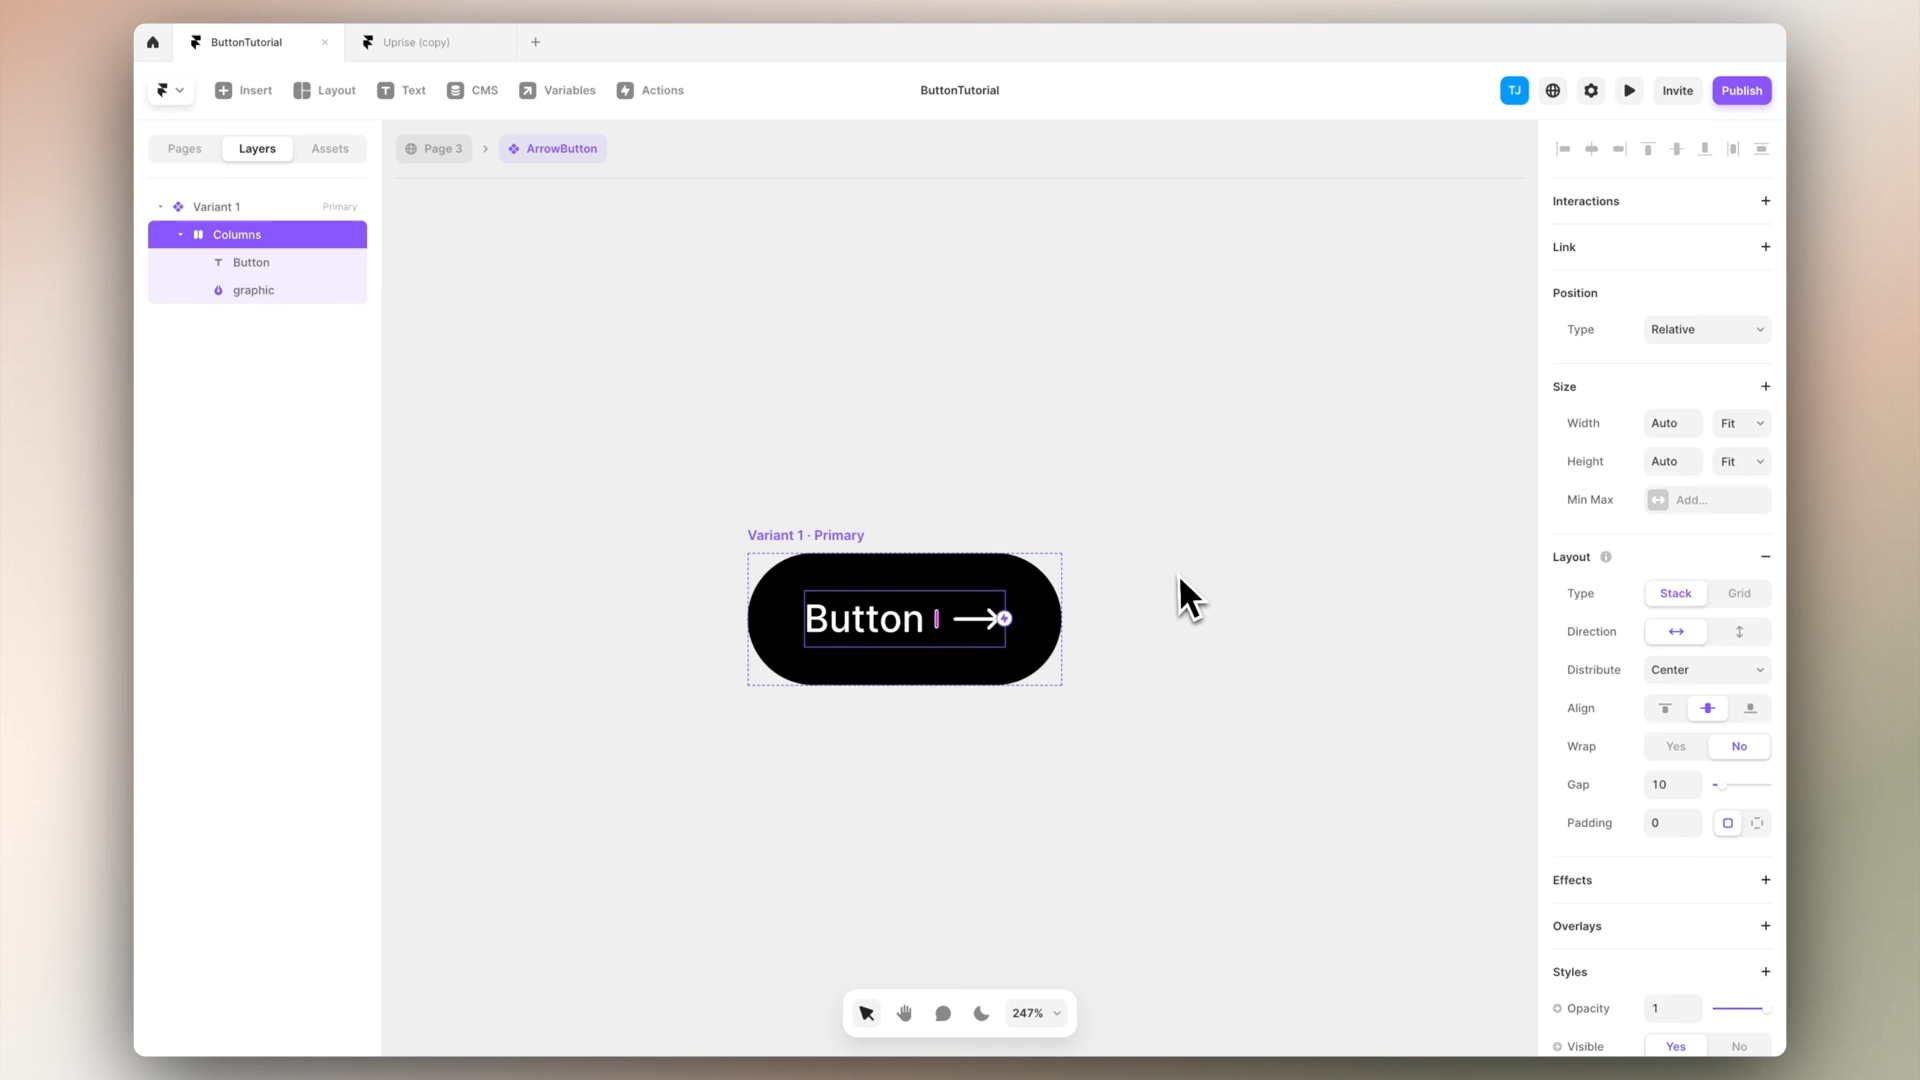 ButtonTutorial
Uprise (copy)
Insert
Layout
Text
CMS
Variables
Actions
ButtonTutorial
TJ
Invite
Publish
Pages
Layers
Assets
Variant 1
Primary
Columns
Button
graphic
Page 3
ArrowButton
Variant 1 · Primary
Button
247%
Interactions
Link
Position
Type
Relative
Size
Width
Auto
Fit
Height
Auto
Fit
Min Max
Add...
Layout
Type
Stack
Grid
Direction
Distribute
Center
Align
Wrap
Yes
No
Gap
10
Padding
0
Effects
Overlays
Styles
Opacity
1
Visible
Yes
No